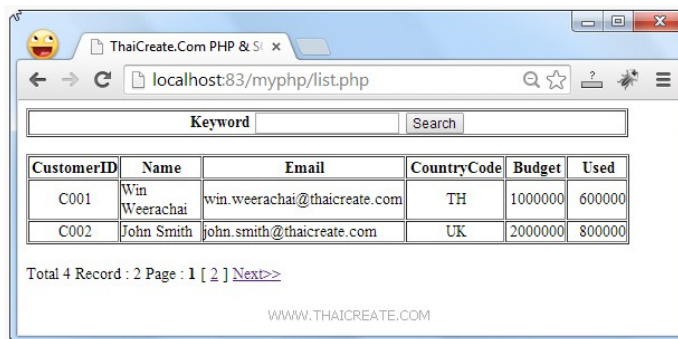 ThaiCreate.Com PHP & S
localhost:83/myphp/list.php
Keyword Search
CustomerID Name Email CountryCode Budget Used
C001 Win Weerachai win.weerachai@thaicreate.com TH 1000000 600000
C002 John Smith john.smith@thaicreate.com UK 2000000 800000
Total 4 Record : 2 Page : 1 [ 2 ] Next>>
WWW.THAICREATE.COM